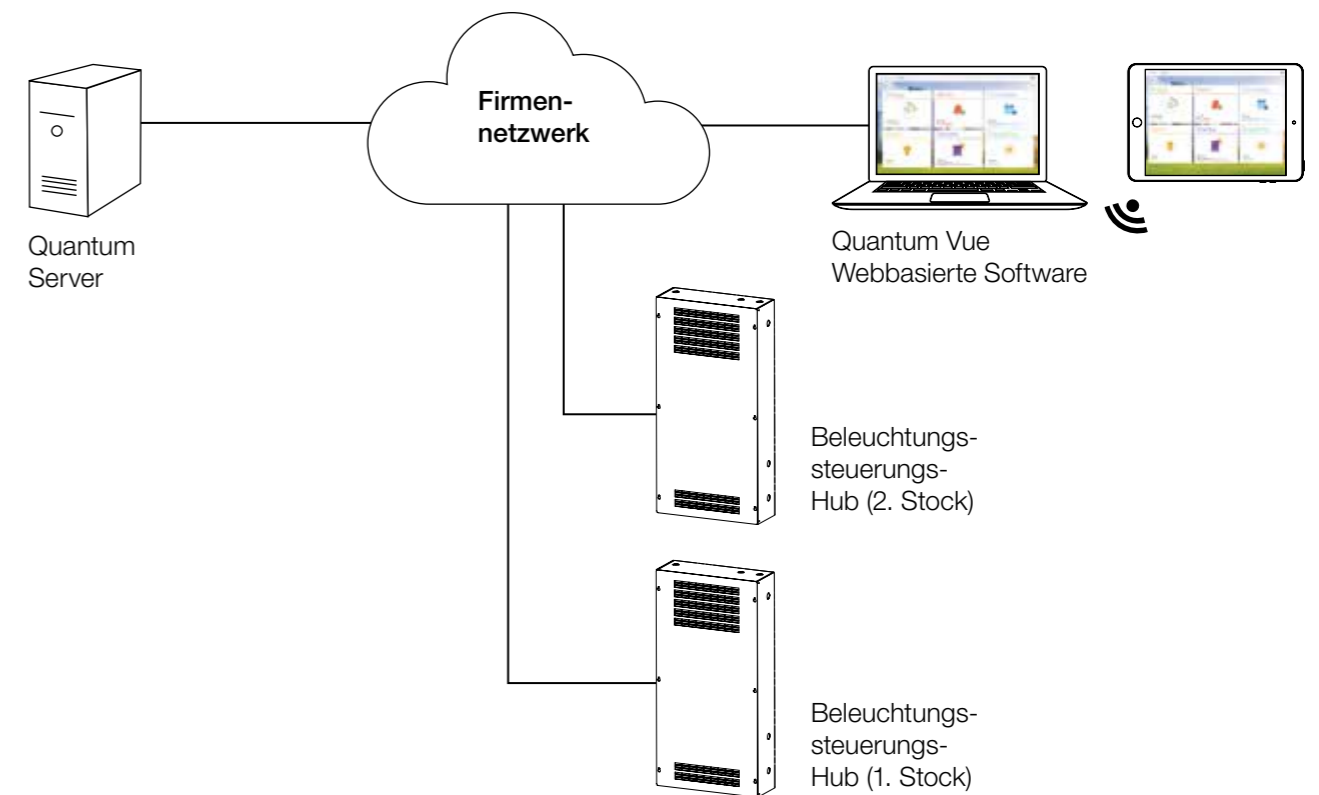 Firmen-
netzwerk
Quantum
Server
Quantum Vue
Webbasierte Software
Beleuchtungs-
steuerungs-
Hub (2. Stock)
Beleuchtungs-
steuerungs-
Hub (1. Stock)